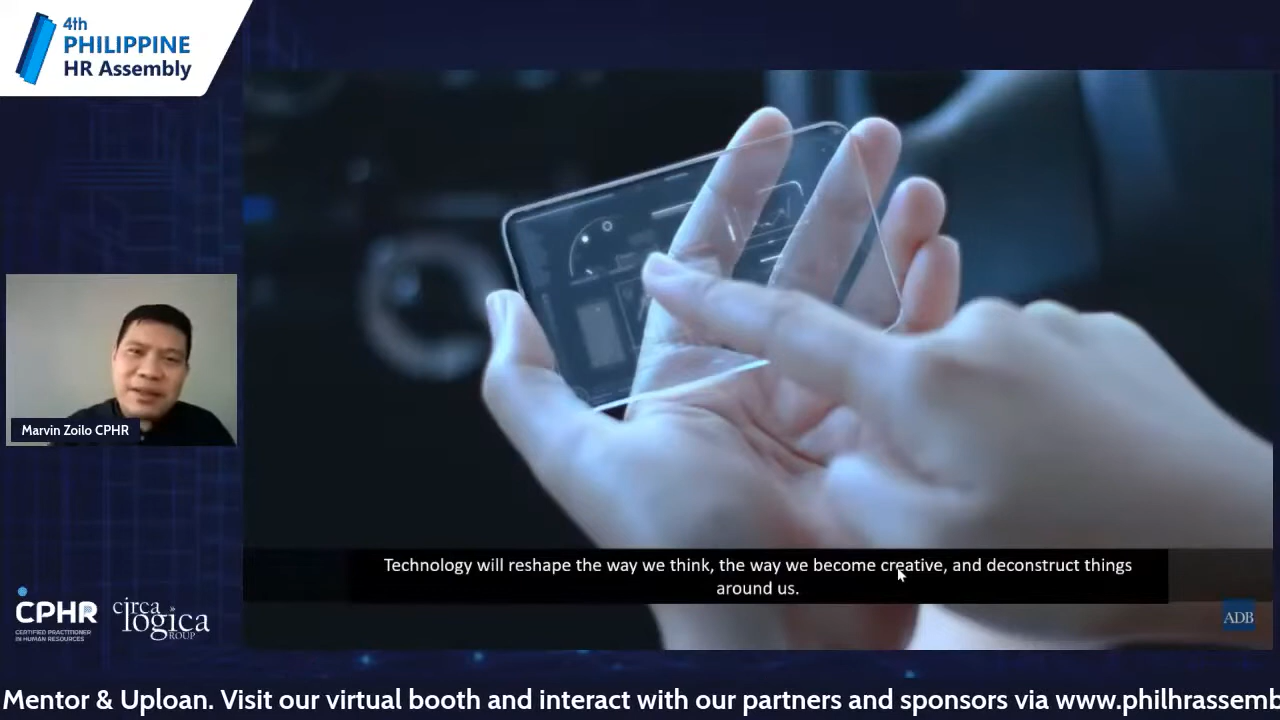 4th
PHILIPPINE
HR Assembly
Marvin Zoilo CPHR
CPHR
CERTIFIED PRACTITIONER
IN HUMAN RESOURCES
circa
logica
GROUP
Technology will reshape the way we think, the way we become creative, and deconstruct things
around us.
ADB
Mentor & Uploan. Visit our virtual booth and interact with our partners and sponsors via www.philhrassemb